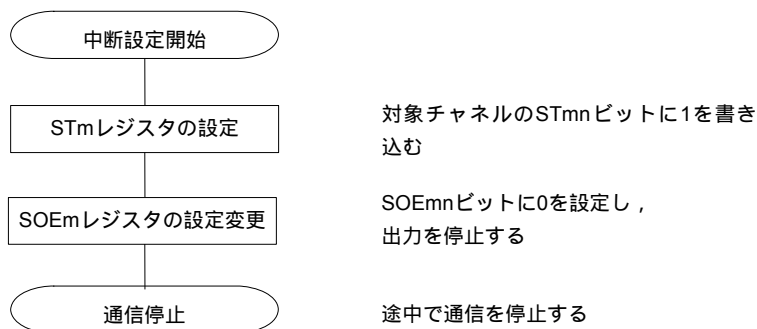 中断設定開始
STmレジスタの設定
対象チャネルのSTmnビットに1を書き
込む
SOEmレジスタの設定変更
SOEmnビットに0を設定し，
出力を停止する
通信停止
途中で通信を停止する